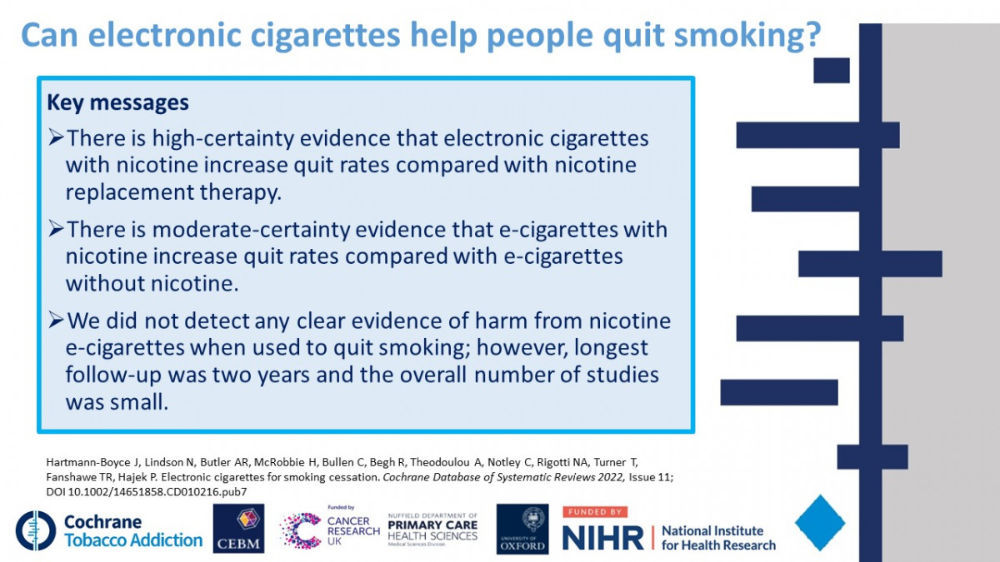 Can electronic cigarettes help people quit smoking?
Key messages
➢There is high-certainty evidence that electronic cigarettes
with nicotine increase quit rates compared with nicotine
replacement therapy.
➢There is moderate-certainty evidence that e-cigarettes with
nicotine increase quit rates compared with e-cigarettes
without nicotine.
➢We did not detect any clear evidence of harm from nicotine
e-cigarettes when used to quit smoking; however, longest
follow-up was two years and the overall number of studies
was small.
Hartmann-Boyce J, Lindson N, Butler AR, McRobbie H, Bullen C, Begh R, Theodoulou A, Notley C, Rigotti NA, Turner T,
Fanshawe TR, Hajek P. Electronic cigarettes for smoking cessation. Cochrane Database of Systematic Reviews 2022, Issue 11;
DOI 10.1002/14651858.CD010216.pub7
Cochrane
Tobacco Addiction
CEBM
Funded by
CANCER
RESEARCH
UK
NUFFIELD DEPARTMENT OF
PRIMARY CARE
HEALTH SCIENCES
Medical Sciences Division
UNIVERSITY OF
OXFORD
FUNDED BY
NIHR
National Institute
for Health Research